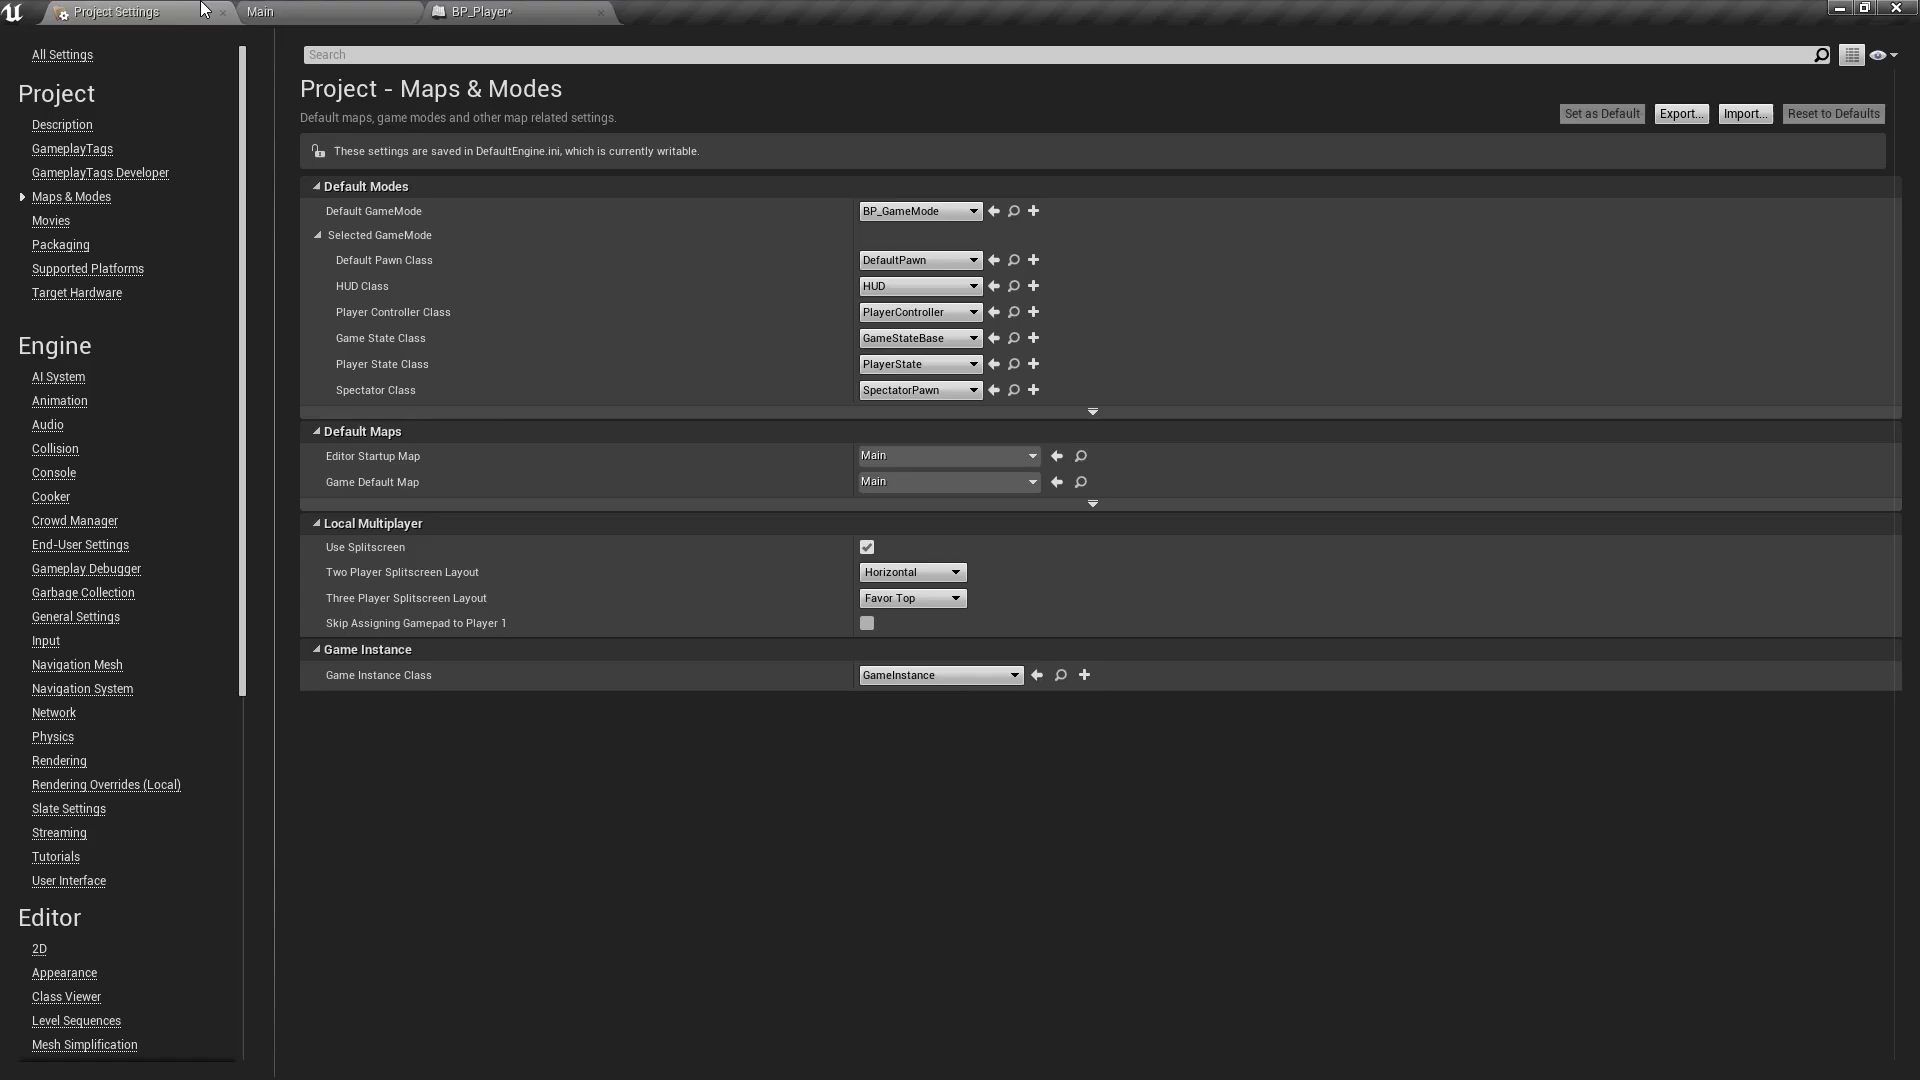 Project Settings
Main
BP_Player*
All Settings
Project
Description
GameplayTags
GameplayTags Developer
Maps & Modes
Movies
Packaging
Supported Platforms
Target Hardware
Engine
AI System
Animation
Audio
Collision
Console
Cooker
Crowd Manager
End-User Settings
Gameplay Debugger
Garbage Collection
General Settings
Input
Navigation Mesh
Navigation System
Network
Physics
Rendering
Rendering Overrides (Local)
Slate Settings
Streaming
Tutorials
User Interface
Editor
2D
Appearance
Class Viewer
Level Sequences
Mesh Simplification
Search
Project - Maps & Modes
Default maps, game modes and other map related settings.
Set as Default
Export...
Import...
Reset to Defaults
These settings are saved in DefaultEngine.ini, which is currently writable.
Default Modes
Default GameMode
BP_GameMode
Selected GameMode
Default Pawn Class
DefaultPawn
HUD Class
HUD
Player Controller Class
PlayerController
Game State Class
GameStateBase
Player State Class
PlayerState
Spectator Class
SpectatorPawn
Default Maps
Editor Startup Map
Main
Game Default Map
Main
Local Multiplayer
Use Splitscreen
Two Player Splitscreen Layout
Horizontal
Three Player Splitscreen Layout
Favor Top
Skip Assigning Gamepad to Player 1
Game Instance
Game Instance Class
GameInstance